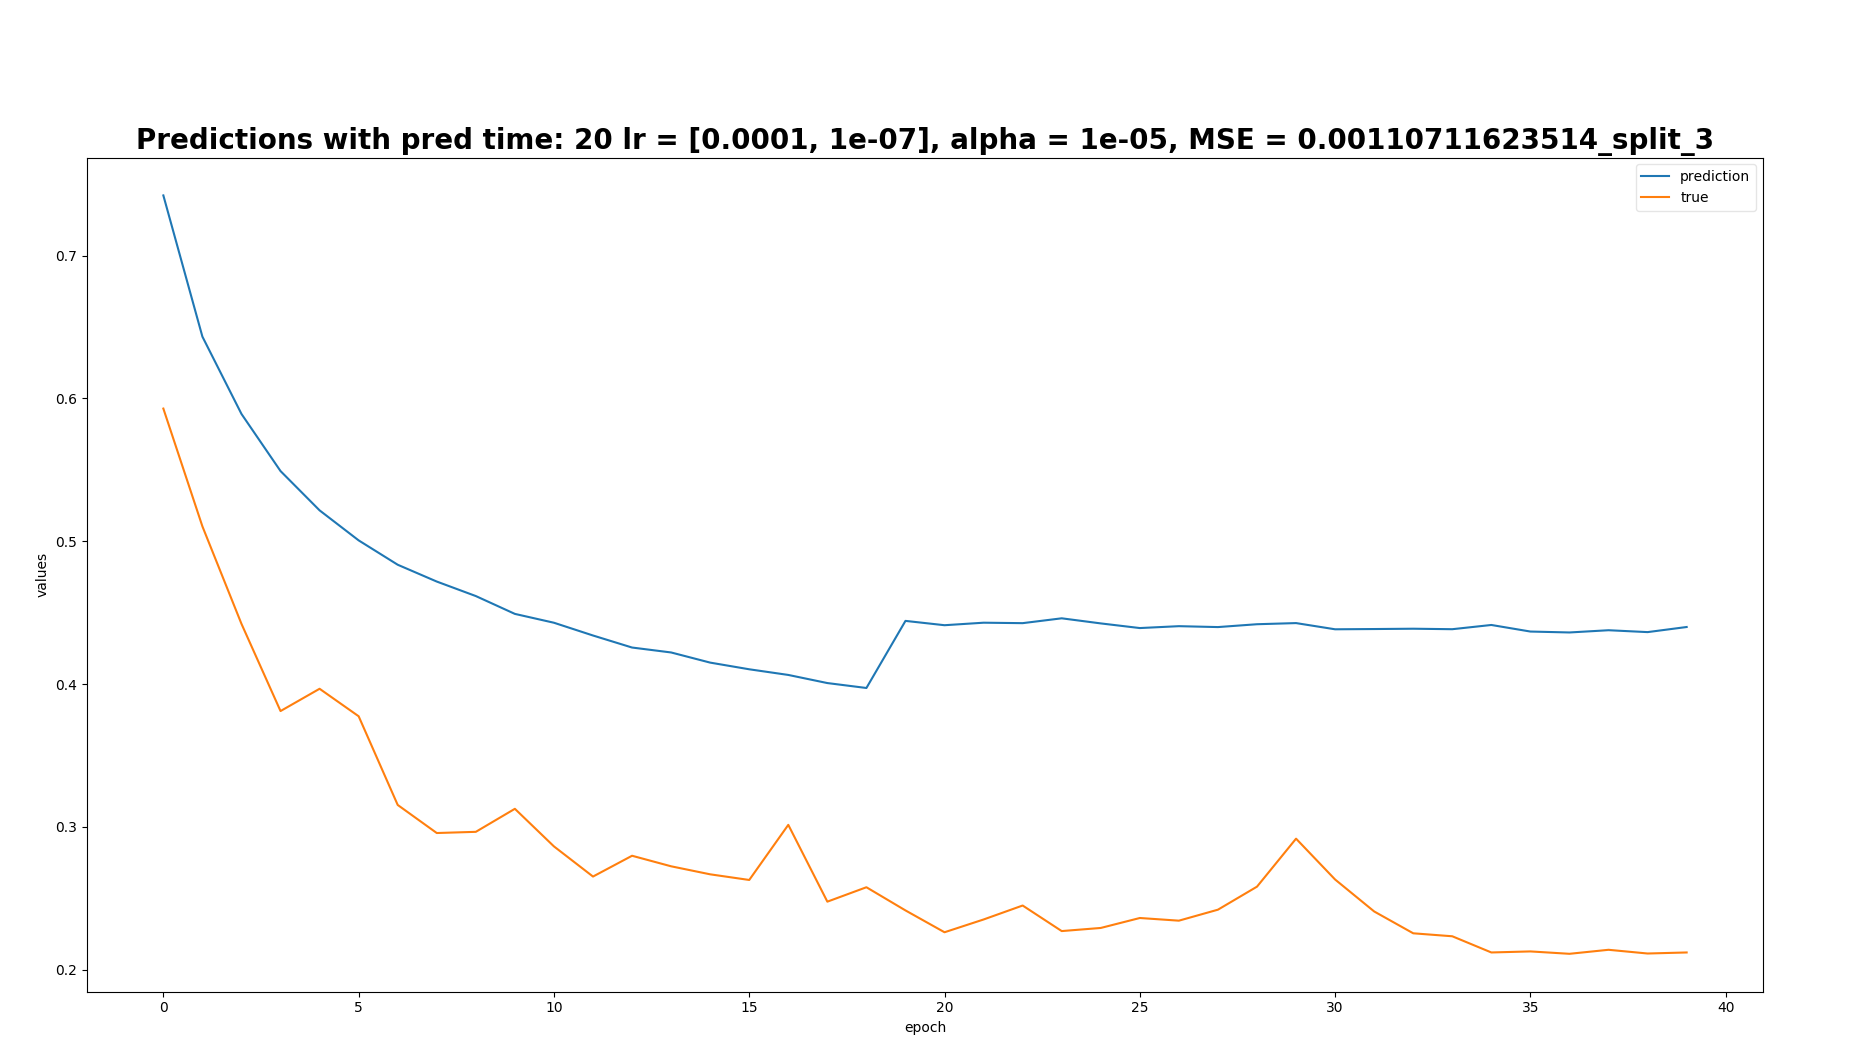 Predictions with pred time: 20 lr = [0.0001, 1e-07], alpha = 1e-05, MSE = 0.00110711623514_split_3
prediction
true
0.7
0.6
0.5
0.4
0.3
0.2
values
0 5 10 15 20 25 30 35 40
epoch